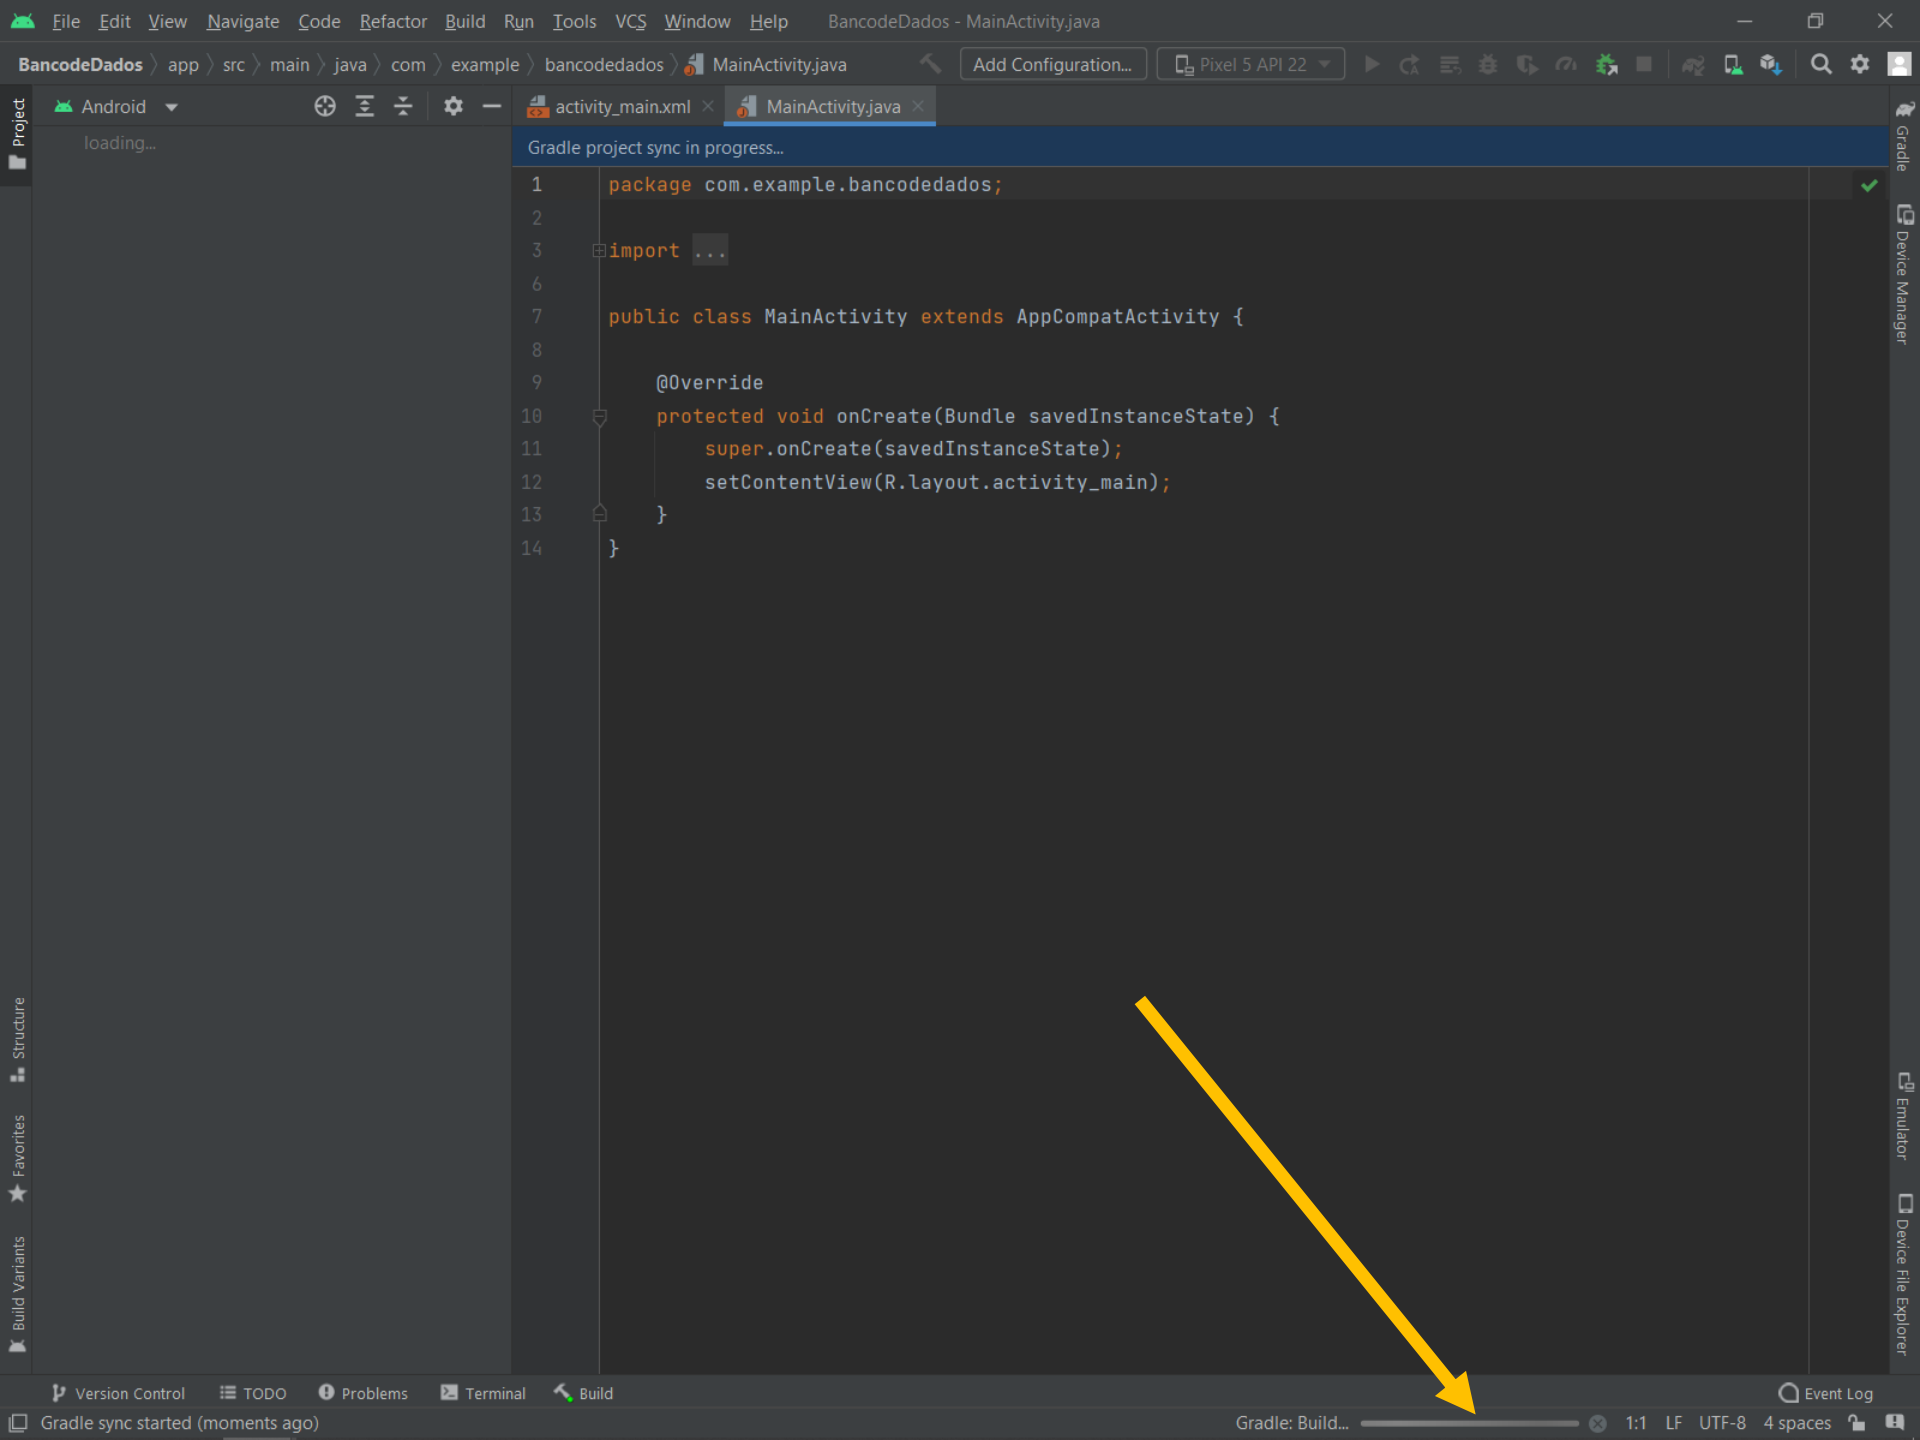 File Edit View Navigate Code Refactor Build Run Tools VCS Window Help BancodeDados - MainActivity.java
BancodeDados app src main java com example bancodedados MainActivity.java Add Configuration... Pixel 5 API 22
Project
Android
activity_main.xml MainActivity.java
loading...
Gradle project sync in progress...
Gradle
Device Manager
1 package com.example.bancodedados;
2
3 import ...
6
7 public class MainActivity extends AppCompatActivity {
8
9 @Override
10 protected void onCreate(Bundle savedInstanceState) {
11 super.onCreate(savedInstanceState);
12 setContentView(R.layout.activity_main);
13 }
14 }
Structure
Favorites
Build Variants
Emulator
Device File Explorer
Version Control TODO Problems Terminal Build Event Log
Gradle sync started (moments ago) Gradle: Build... 1:1 LF UTF-8 4 spaces